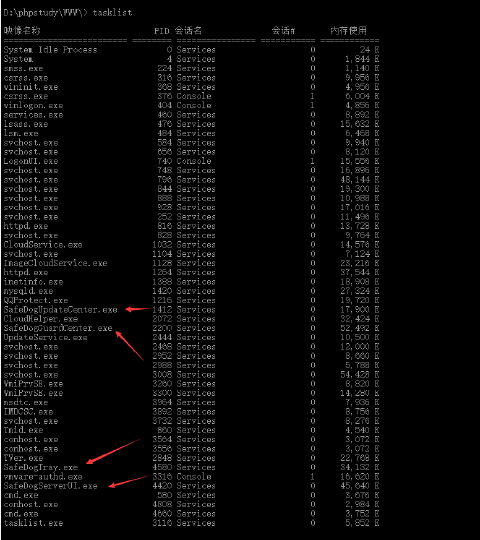 D:\phpstudy\WWW\> tasklist
映像名称 PID 会话名 会话# 内存使用
========================= ======== ================ =========== ============
System Idle Process 0 Services 0 24 K
System 4 Services 0 1,844 K
smss.exe 224 Services 0 1,140 K
csrss.exe 316 Services 0 9,956 K
wininit.exe 368 Services 0 4,956 K
csrss.exe 376 Console 1 6,004 K
winlogon.exe 404 Console 1 4,856 K
services.exe 460 Services 0 8,892 K
lsass.exe 476 Services 0 15,632 K
lsm.exe 484 Services 0 6,468 K
svchost.exe 584 Services 0 9,940 K
svchost.exe 656 Services 0 8,120 K
LogonUI.exe 740 Console 1 15,556 K
svchost.exe 748 Services 0 16,896 K
svchost.exe 796 Services 0 48,144 K
svchost.exe 844 Services 0 19,300 K
svchost.exe 888 Services 0 10,988 K
svchost.exe 928 Services 0 17,016 K
svchost.exe 252 Services 0 11,496 K
httpd.exe 816 Services 0 13,728 K
svchost.exe 828 Services 0 9,764 K
CloudService.exe 1032 Services 0 14,576 K
svchost.exe 1104 Services 0 7,124 K
ImageCloudService.exe 1128 Services 0 23,216 K
httpd.exe 1264 Services 0 37,544 K
inetinfo.exe 1388 Services 0 18,908 K
mysqld.exe 1420 Services 0 27,324 K
QQProtect.exe 1216 Services 0 19,720 K
SafeDogUpdateCenter.exe 1412 Services 0 17,900 K
CloudHelper.exe 2072 Services 0 32,424 K
SafeDogGuardCenter.exe 2200 Services 0 52,492 K
UpdateService.exe 2444 Services 0 10,500 K
svchost.exe 2468 Services 0 12,000 K
svchost.exe 2952 Services 0 8,660 K
svchost.exe 2988 Services 0 5,788 K
svchost.exe 3008 Services 0 54,428 K
WmiPrvSE.exe 3260 Services 0 8,820 K
WmiPrvSE.exe 3300 Services 0 14,280 K
msdtc.exe 3964 Services 0 7,936 K
IMDCSC.exe 3892 Services 0 8,756 K
svchost.exe 3732 Services 0 8,276 K
Tmid.exe 860 Services 0 4,540 K
conhost.exe 3564 Services 0 3,072 K
conhost.exe 3556 Services 0 3,072 K
TVer.exe 2848 Services 0 22,768 K
SafeDogTray.exe 4580 Services 0 34,132 K
vmware-authd.exe 3316 Console 1 16,620 K
SafeDogServerUI.exe 4420 Services 0 45,640 K
cmd.exe 580 Services 0 3,676 K
conhost.exe 4808 Services 0 2,984 K
cmd.exe 4660 Services 0 3,752 K
tasklist.exe 3116 Services 0 5,852 K